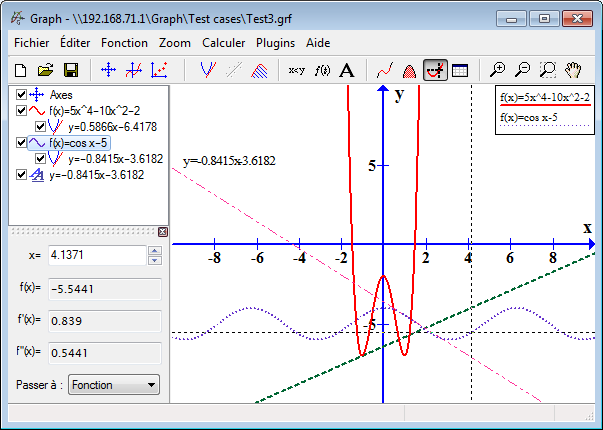 Graph - \\192.168.71.1\Graph\Test cases\Test3.grf
Fichier Éditer Fonction Zoom Calculer Plugins Aide
x<y f(x) A
Axes
f(x)=5x^4-10x^2-2
y=0.5866x-6.4178
f(x)=cos x-5
y=-0.8415x-3.6182
y=-0.8415x-3.6182
x= 4.1371
f(x)= -5.5441
f'(x)= 0.839
f''(x)= 0.5441
Passer à : Fonction
y
f(x)=5x^4-10x^2-2
f(x)=cos x-5
y=-0.8415x-3.6182
5
x
-8 -6 -4 -2 2 4 6 8
-5